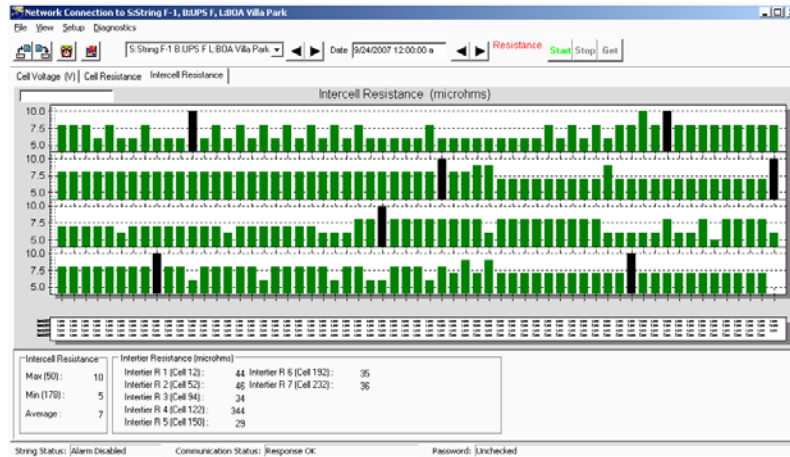 Network Connection to S:String F-1, B:UPS F, L:BOA Villa Park
File View Setup Diagnostics
S:String F-1 B:UPS F L:BOA Villa Park Date 9/24/2007 12:00:00 a Resistance Start Stop Get
Cell Voltage (V) Cell Resistance Intercell Resistance
Intercell Resistance (microhms)
10.0
7.5
5.0
10.0
7.5
5.0
10.0
7.5
5.0
10.0
7.5
5.0
Intercell Resistance
Max (50) : 10
Min (178) : 5
Average : 7
Intertier Resistance (microhms)
Intertier R 1 (Cell 12) : 44 Intertier R 6 (Cell 192) : 35
Intertier R 2 (Cell 52) : 46 Intertier R 7 (Cell 232) : 36
Intertier R 3 (Cell 94) : 34
Intertier R 4 (Cell 122) : 344
Intertier R 5 (Cell 150) : 29
String Status: Alarm Disabled Communication Status: Response OK Password: Unchecked